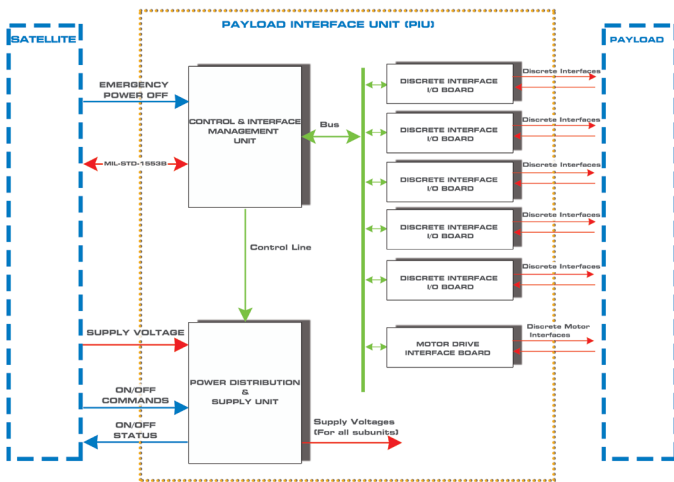 PAYLOAD INTERFACE UNIT (PIU)
SATELLITE
PAYLOAD
EMERGENCY
POWER OFF
CONTROL & INTERFACE
MANAGEMENT
UNIT
MIL-STD-1553B
Bus
Control Line
DISCRETE INTERFACE
I/O BOARD
Discrete Interfaces
DISCRETE INTERFACE
I/O BOARD
Discrete Interfaces
DISCRETE INTERFACE
I/O BOARD
Discrete Interfaces
DISCRETE INTERFACE
I/O BOARD
Discrete Interfaces
DISCRETE INTERFACE
I/O BOARD
Discrete Interfaces
MOTOR DRIVE
INTERFACE BOARD
Discrete Motor
Interfaces
SUPPLY VOLTAGE
ON/OFF
COMMANDS
ON/OFF
STATUS
POWER DISTRIBUTION
&
SUPPLY UNIT
Supply Voltages
(For all subunits)